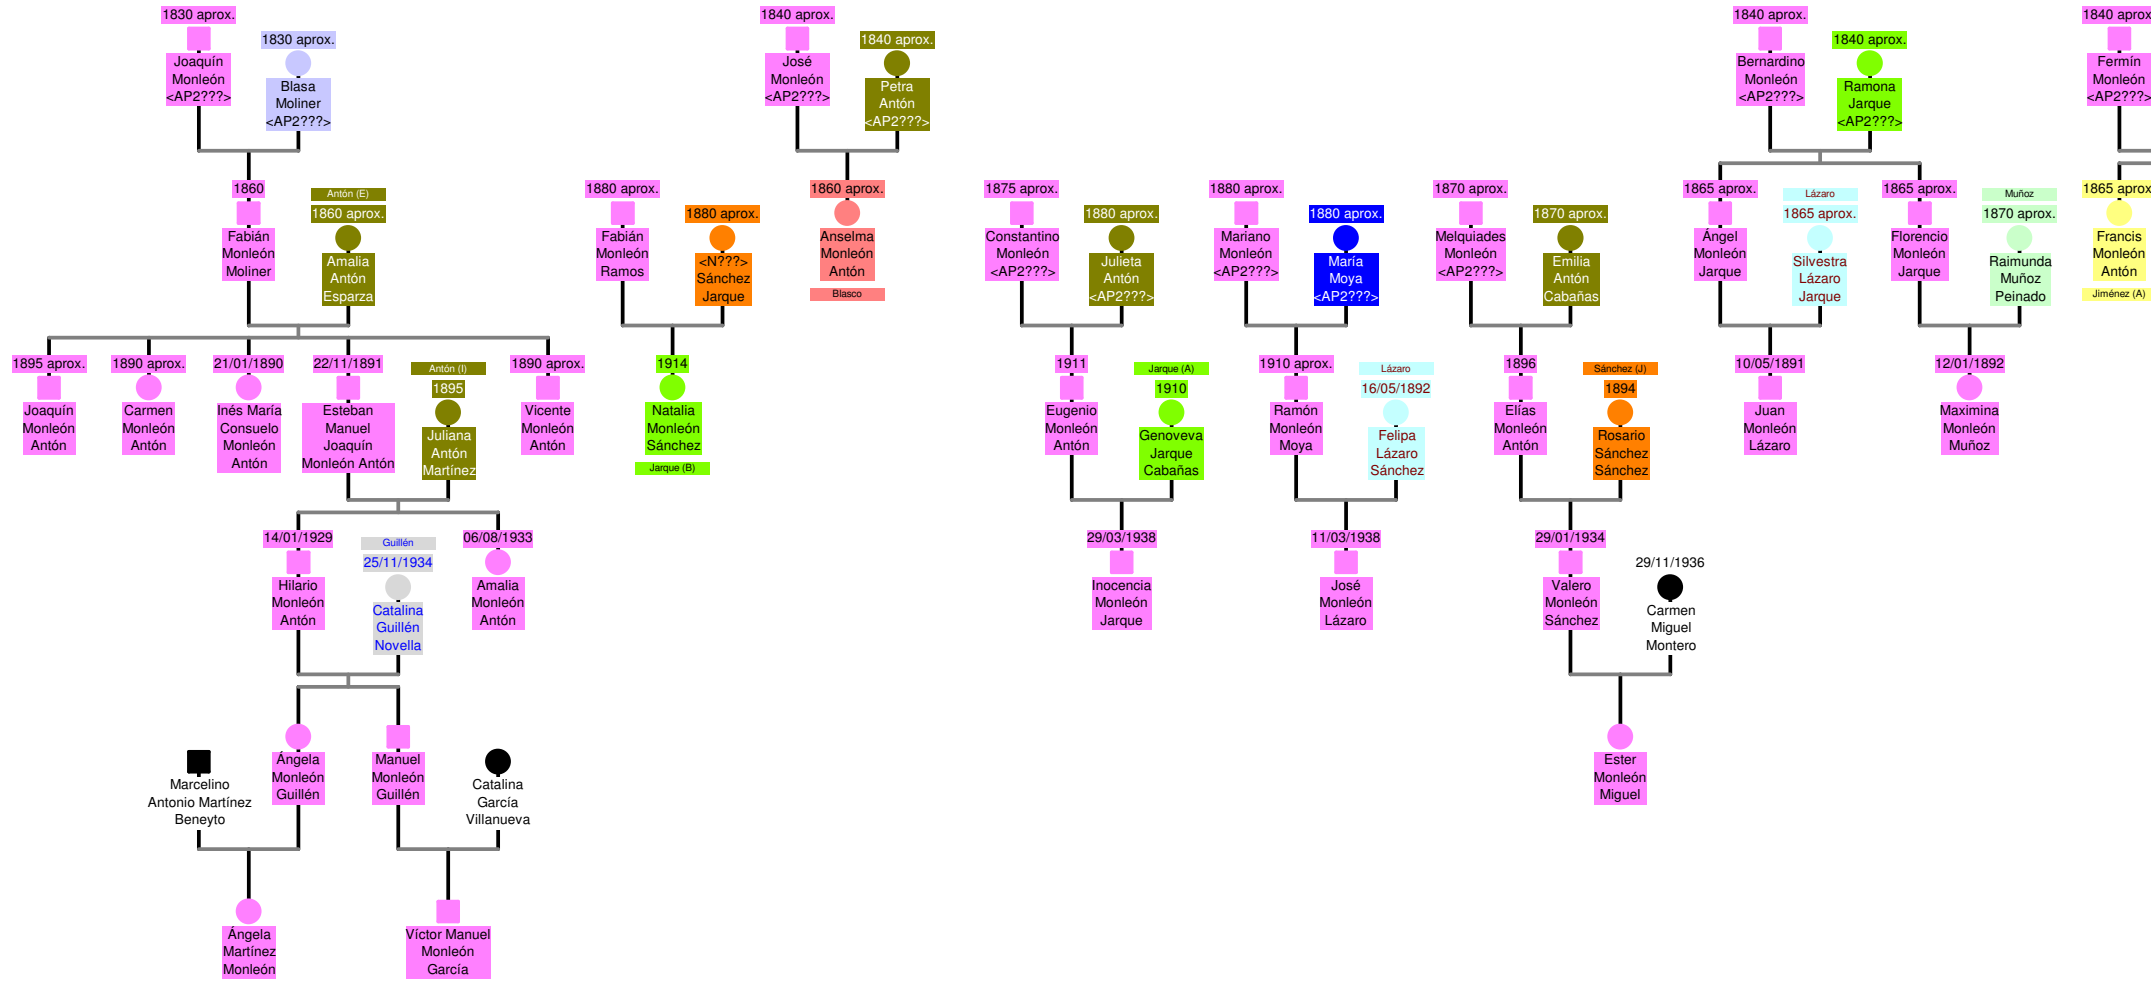 1830 aprox.
Joaquín
Monleón
<AP2???>
1830 aprox.
Blasa
Moliner
<AP2???>
1840 aprox.
José
Monleón
<AP2???>
1840 aprox.
Petra
Antón
<AP2???>
1840 aprox.
Bernardino
Monleón
<AP2???>
1840 aprox.
Ramona
Jarque
<AP2???>
1840 aprox
Fermín
Monleón
<AP2???>
1860
Fabián
Monleón
Moliner
Antón (E)
1860 aprox.
Amalia
Antón
Esparza
1880 aprox.
Fabián
Monleón
Ramos
1880 aprox.
<N???>
Sánchez
Jarque
1860 aprox.
Anselma
Monleón
Antón
Blasco
1875 aprox.
Constantino
Monleón
<AP2???>
1880 aprox.
Julieta
Antón
<AP2???>
1880 aprox.
Mariano
Monleón
<AP2???>
1880 aprox.
María
Moya
<AP2???>
1870 aprox.
Melquiades
Monleón
<AP2???>
1870 aprox.
Emilia
Antón
Cabañas
1865 aprox.
Ángel
Monleón
Jarque
Lázaro
1865 aprox.
Silvestra
Lázaro
Jarque
1865 aprox.
Florencio
Monleón
Jarque
Muñoz
1870 aprox.
Raimunda
Muñoz
Peinado
1865 aprox
Francis
Monleón
Antón
Jiménez (A)
1895 aprox.
Joaquín
Monleón
Antón
1890 aprox.
Carmen
Monleón
Antón
21/01/1890
Inés María
Consuelo
Monleón
Antón
22/11/1891
Esteban
Manuel
Joaquín
Monleón Antón
Antón (I)
1895
Juliana
Antón
Martínez
1890 aprox.
Vicente
Monleón
Antón
1914
Natalia
Monleón
Sánchez
Jarque (B)
1911
Eugenio
Monleón
Antón
Jarque (A)
1910
Genoveva
Jarque
Cabañas
1910 aprox.
Ramón
Monleón
Moya
Lázaro
16/05/1892
Felipa
Lázaro
Sánchez
1896
Elías
Monleón
Antón
Sánchez (J)
1894
Rosario
Sánchez
Sánchez
10/05/1891
Juan
Monleón
Lázaro
12/01/1892
Maximina
Monleón
Muñoz
14/01/1929
Hilario
Monleón
Antón
Guillén
25/11/1934
Catalina
Guillén
Novella
06/08/1933
Amalia
Monleón
Antón
29/03/1938
Inocencia
Monleón
Jarque
11/03/1938
José
Monleón
Lázaro
29/01/1934
Valero
Monleón
Sánchez
29/11/1936
Carmen
Miguel
Montero
Marcelino
Antonio Martínez
Beneyto
Ángela
Monleón
Guillén
Manuel
Monleón
Guillén
Catalina
García
Villanueva
Ester
Monleón
Miguel
Ángela
Martínez
Monleón
Víctor Manuel
Monleón
García